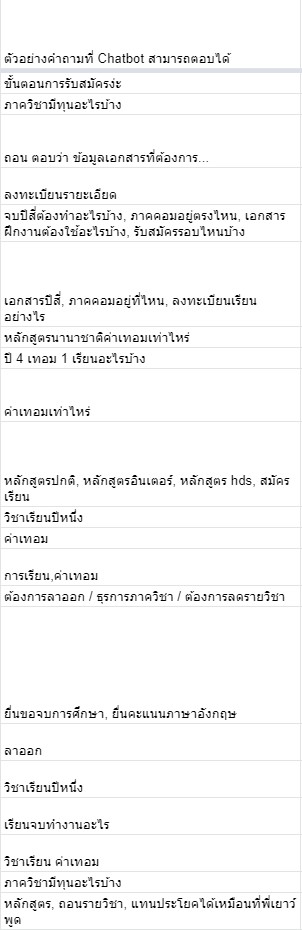 ตัวอย่างคำถามที่ Chatbot สามารถตอบได้
ขั้นตอนการรับสมัครง่ะ
ภาควิชามีทุนอะไรบ้าง
ถอน ตอบว่า ข้อมูลเอกสารที่ต้องการ...
ลงทะเบียนรายะเอียด
จบปีสี่ต้องทำอะไรบ้าง, ภาคคอมอยู่ตรงไหน, เอกสาร
ฝึกงานต้องใช้อะไรบ้าง, รับสมัครรอบไหนบ้าง
เอกสารปีสี่, ภาคคอมอยู่ที่ไหน, ลงทะเบียนเรียน
อย่างไร
หลักสูตรนานาชาติค่าเทอมเท่าไหร่
ปี 4 เทอม 1 เรียนอะไรบ้าง
ค่าเทอมเท่าไหร่
หลักสูตรปกติ, หลักสูตรอินเตอร์, หลักสูตร hds, สมัคร
เรียน
วิชาเรียนปีหนึ่ง
ค่าเทอม
การเรียน,ค่าเทอม
ต้องการลาออก / ธุรการภาควิชา / ต้องการลดรายวิชา
ยื่นขอจบการศึกษา, ยื่นคะแนนภาษาอังกฤษ
ลาออก
วิชาเรียนปีหนึ่ง
เรียนจบทำงานอะไร
วิชาเรียน ค่าเทอม
ภาควิชามีทุนอะไรบ้าง
หลักสูตร, ถอนรายวิชา, แทนประโยคได้เหมือนที่พี่เยาว์
พูด